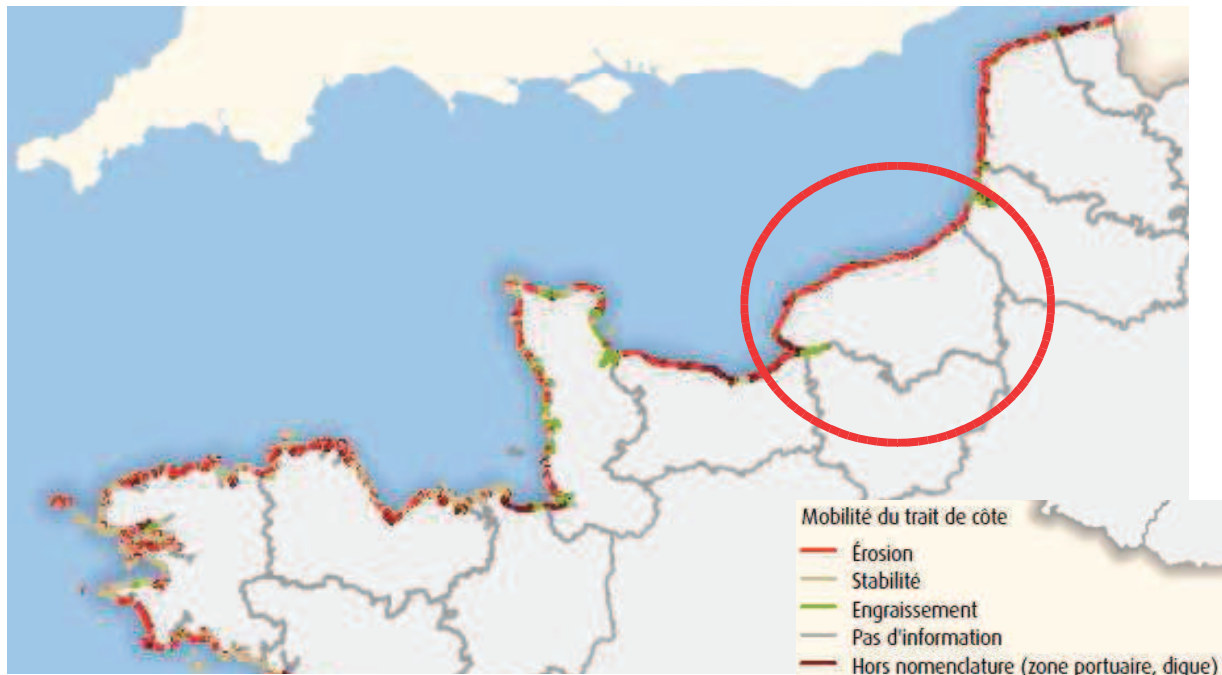 Mobilité du trait de côte
Érosion
Stabilité
Engraissement
Pas d'information
Hors nomenclature (zone portuaire, digue)